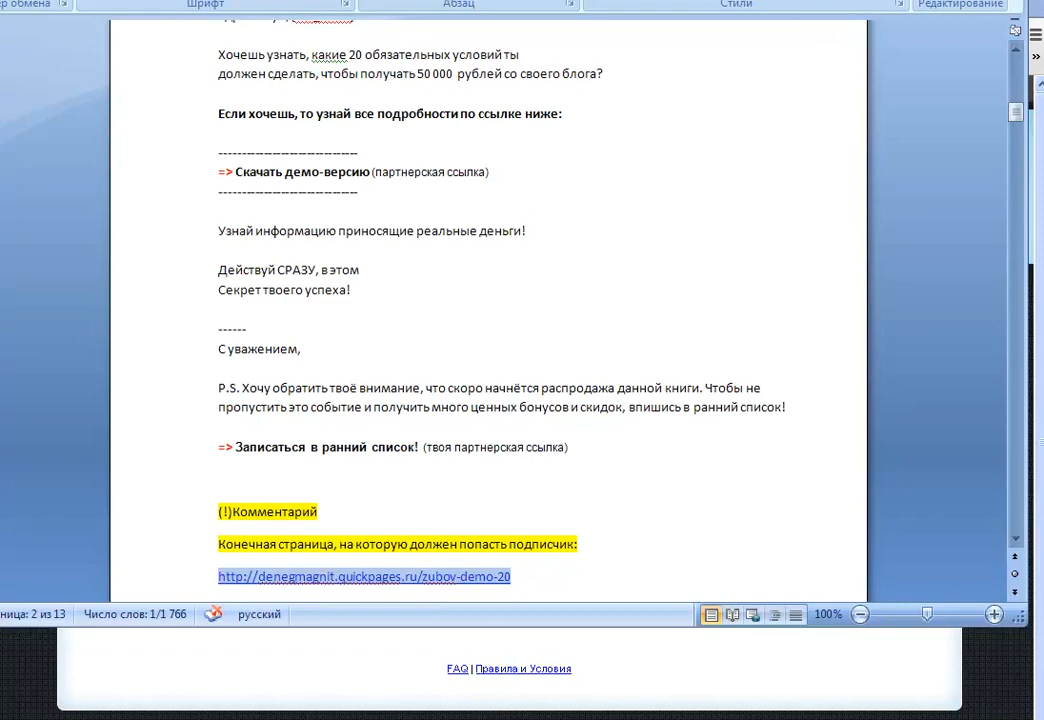 р обмена
Шрифт
Абзац
Стили
Редактирование
Хочешь узнать, какие 20 обязательных условий ты
должен сделать, чтобы получать 50 000 рублей со своего блога?
Если хочешь, то узнай все подробности по ссылке ниже:
-----------------------------------
=> Скачать демо-версию (партнерская ссылка)
-----------------------------------
Узнай информацию приносящие реальные деньги!
Действуй СРАЗУ, в этом
Секрет твоего успеха!
------
С уважением,
P.S. Хочу обратить твоё внимание, что скоро начнётся распродажа данной книги. Чтобы не
пропустить это событие и получить много ценных бонусов и скидок, впишись в ранний список!
=> Записаться в ранний список! (твоя партнерская ссылка)
(!)Комментарий
Конечная страница, на которую должен попасть подписчик:
http://denegmagnit.quickpages.ru/zubov-demo-20
ница: 2 из 13 Число слов: 1/1 766 русский 100%
FAQ | Правила и Условия